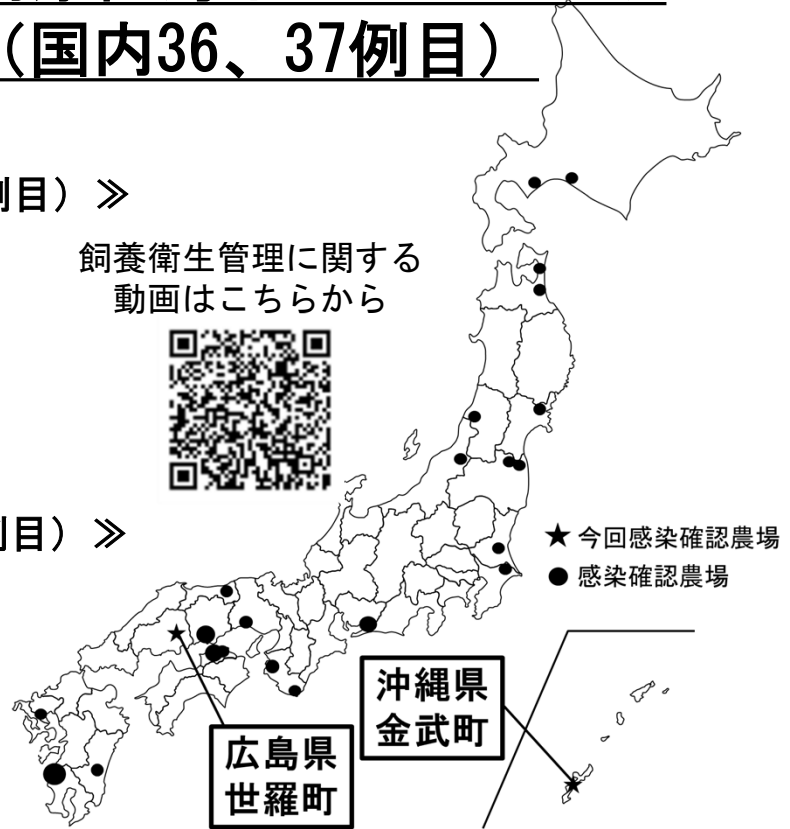 （国内36、37例目）
例目）≫
飼養衛生管理に関する
動画はこちらから
例目）≫
★ 今回感染確認農場
● 感染確認農場
沖縄県
金武町
広島県
世羅町